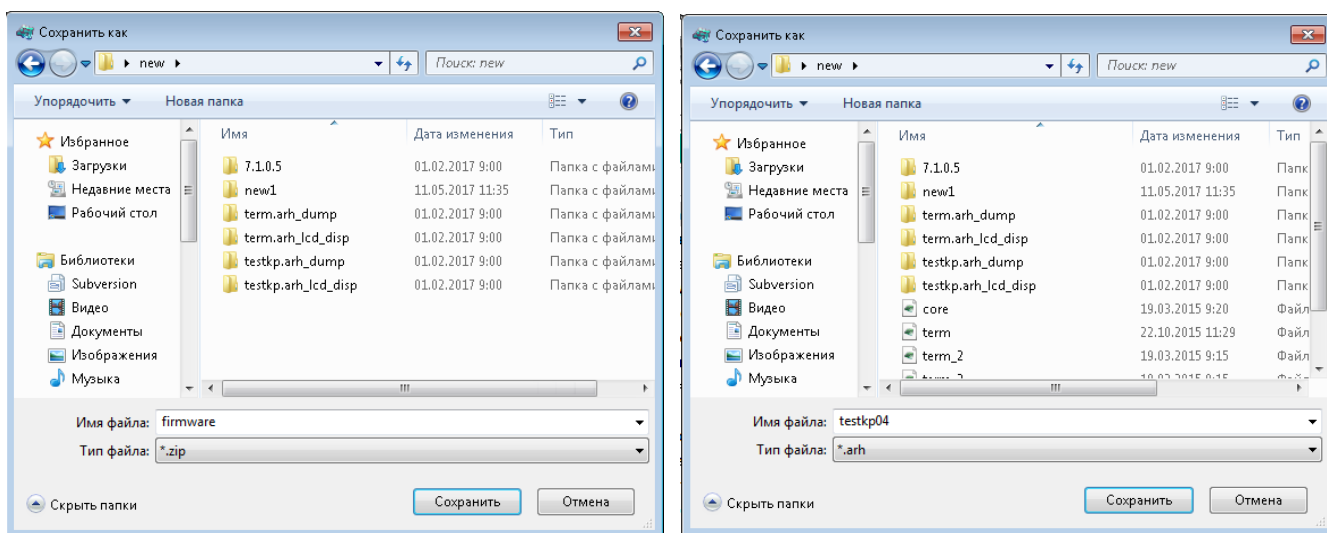 Сохранить как
new
Поиск: new
Упорядочить
Новая папка
Избранное
Загрузки
Недавние места
Рабочий стол
Библиотеки
Subversion
Видео
Документы
Изображения
Музыка
Имя Дата изменения Тип
7.1.0.5 01.02.2017 9:00 Папка с файлами
new1 11.05.2017 11:35 Папка с файлами
term.arh_dump 01.02.2017 9:00 Папка с файлами
term.arh_lcd_disp 01.02.2017 9:00 Папка с файлами
testkp.arh_dump 01.02.2017 9:00 Папка с файлами
testkp.arh_lcd_disp 01.02.2017 9:00 Папка с файлами
Имя файла: firmware
Тип файла: *.zip
Скрыть папки
Сохранить
Отмена
Сохранить как
new
Поиск: new
Упорядочить
Новая папка
Избранное
Загрузки
Недавние места
Рабочий стол
Библиотеки
Subversion
Видео
Документы
Изображения
Музыка
Имя Дата изменения Тип
7.1.0.5 01.02.2017 9:00 Папк
new1 11.05.2017 11:35 Папк
term.arh_dump 01.02.2017 9:00 Папк
term.arh_lcd_disp 01.02.2017 9:00 Папк
testkp.arh_dump 01.02.2017 9:00 Папк
testkp.arh_lcd_disp 01.02.2017 9:00 Папк
core 19.03.2015 9:20 Файл
term 22.10.2015 11:29 Файл
term_2 19.03.2015 9:15 Файл
Имя файла: testkp04
Тип файла: *.arh
Скрыть папки
Сохранить
Отмена